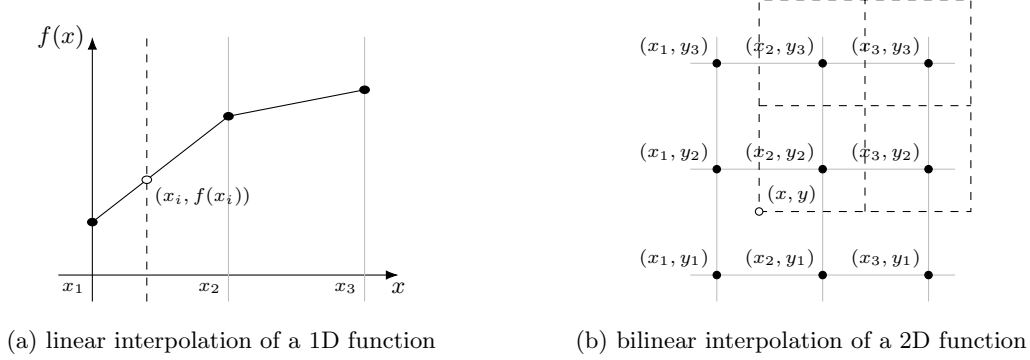 f(x)
(x_i, f(x_i))
x_1 x_2 x_3 x
(a) linear interpolation of a 1D function
(x_1, y_3) (x_2, y_3) (x_3, y_3)
(x_1, y_2) (x_2, y_2) (x_3, y_2)
(x, y)
(x_1, y_1) (x_2, y_1) (x_3, y_1)
(b) bilinear interpolation of a 2D function